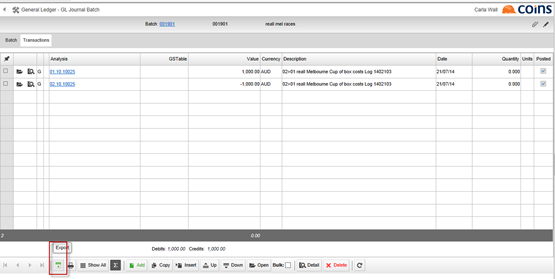 General Ledger - GL Journal Batch
Carla Wall
coins
Batch 001901 001901 reall mel races
Batch Transactions
Analysis GSTable Value Currency Description Date Quantity Units Posted
G 01.10.10025 1,000.00 AUD 02>01 reall Melbourne Cup of box costs Log 1402103 21/07/14 0.000
G 02.10.10025 -1,000.00 AUD 02>01 reall Melbourne Cup of box costs Log 1402103 21/07/14 0.000
2 0.00
Export
Debits: 1,000.00 Credits: 1,000.00
Show All Σ Add Copy Insert Up Down Open Bulk: Detail Delete